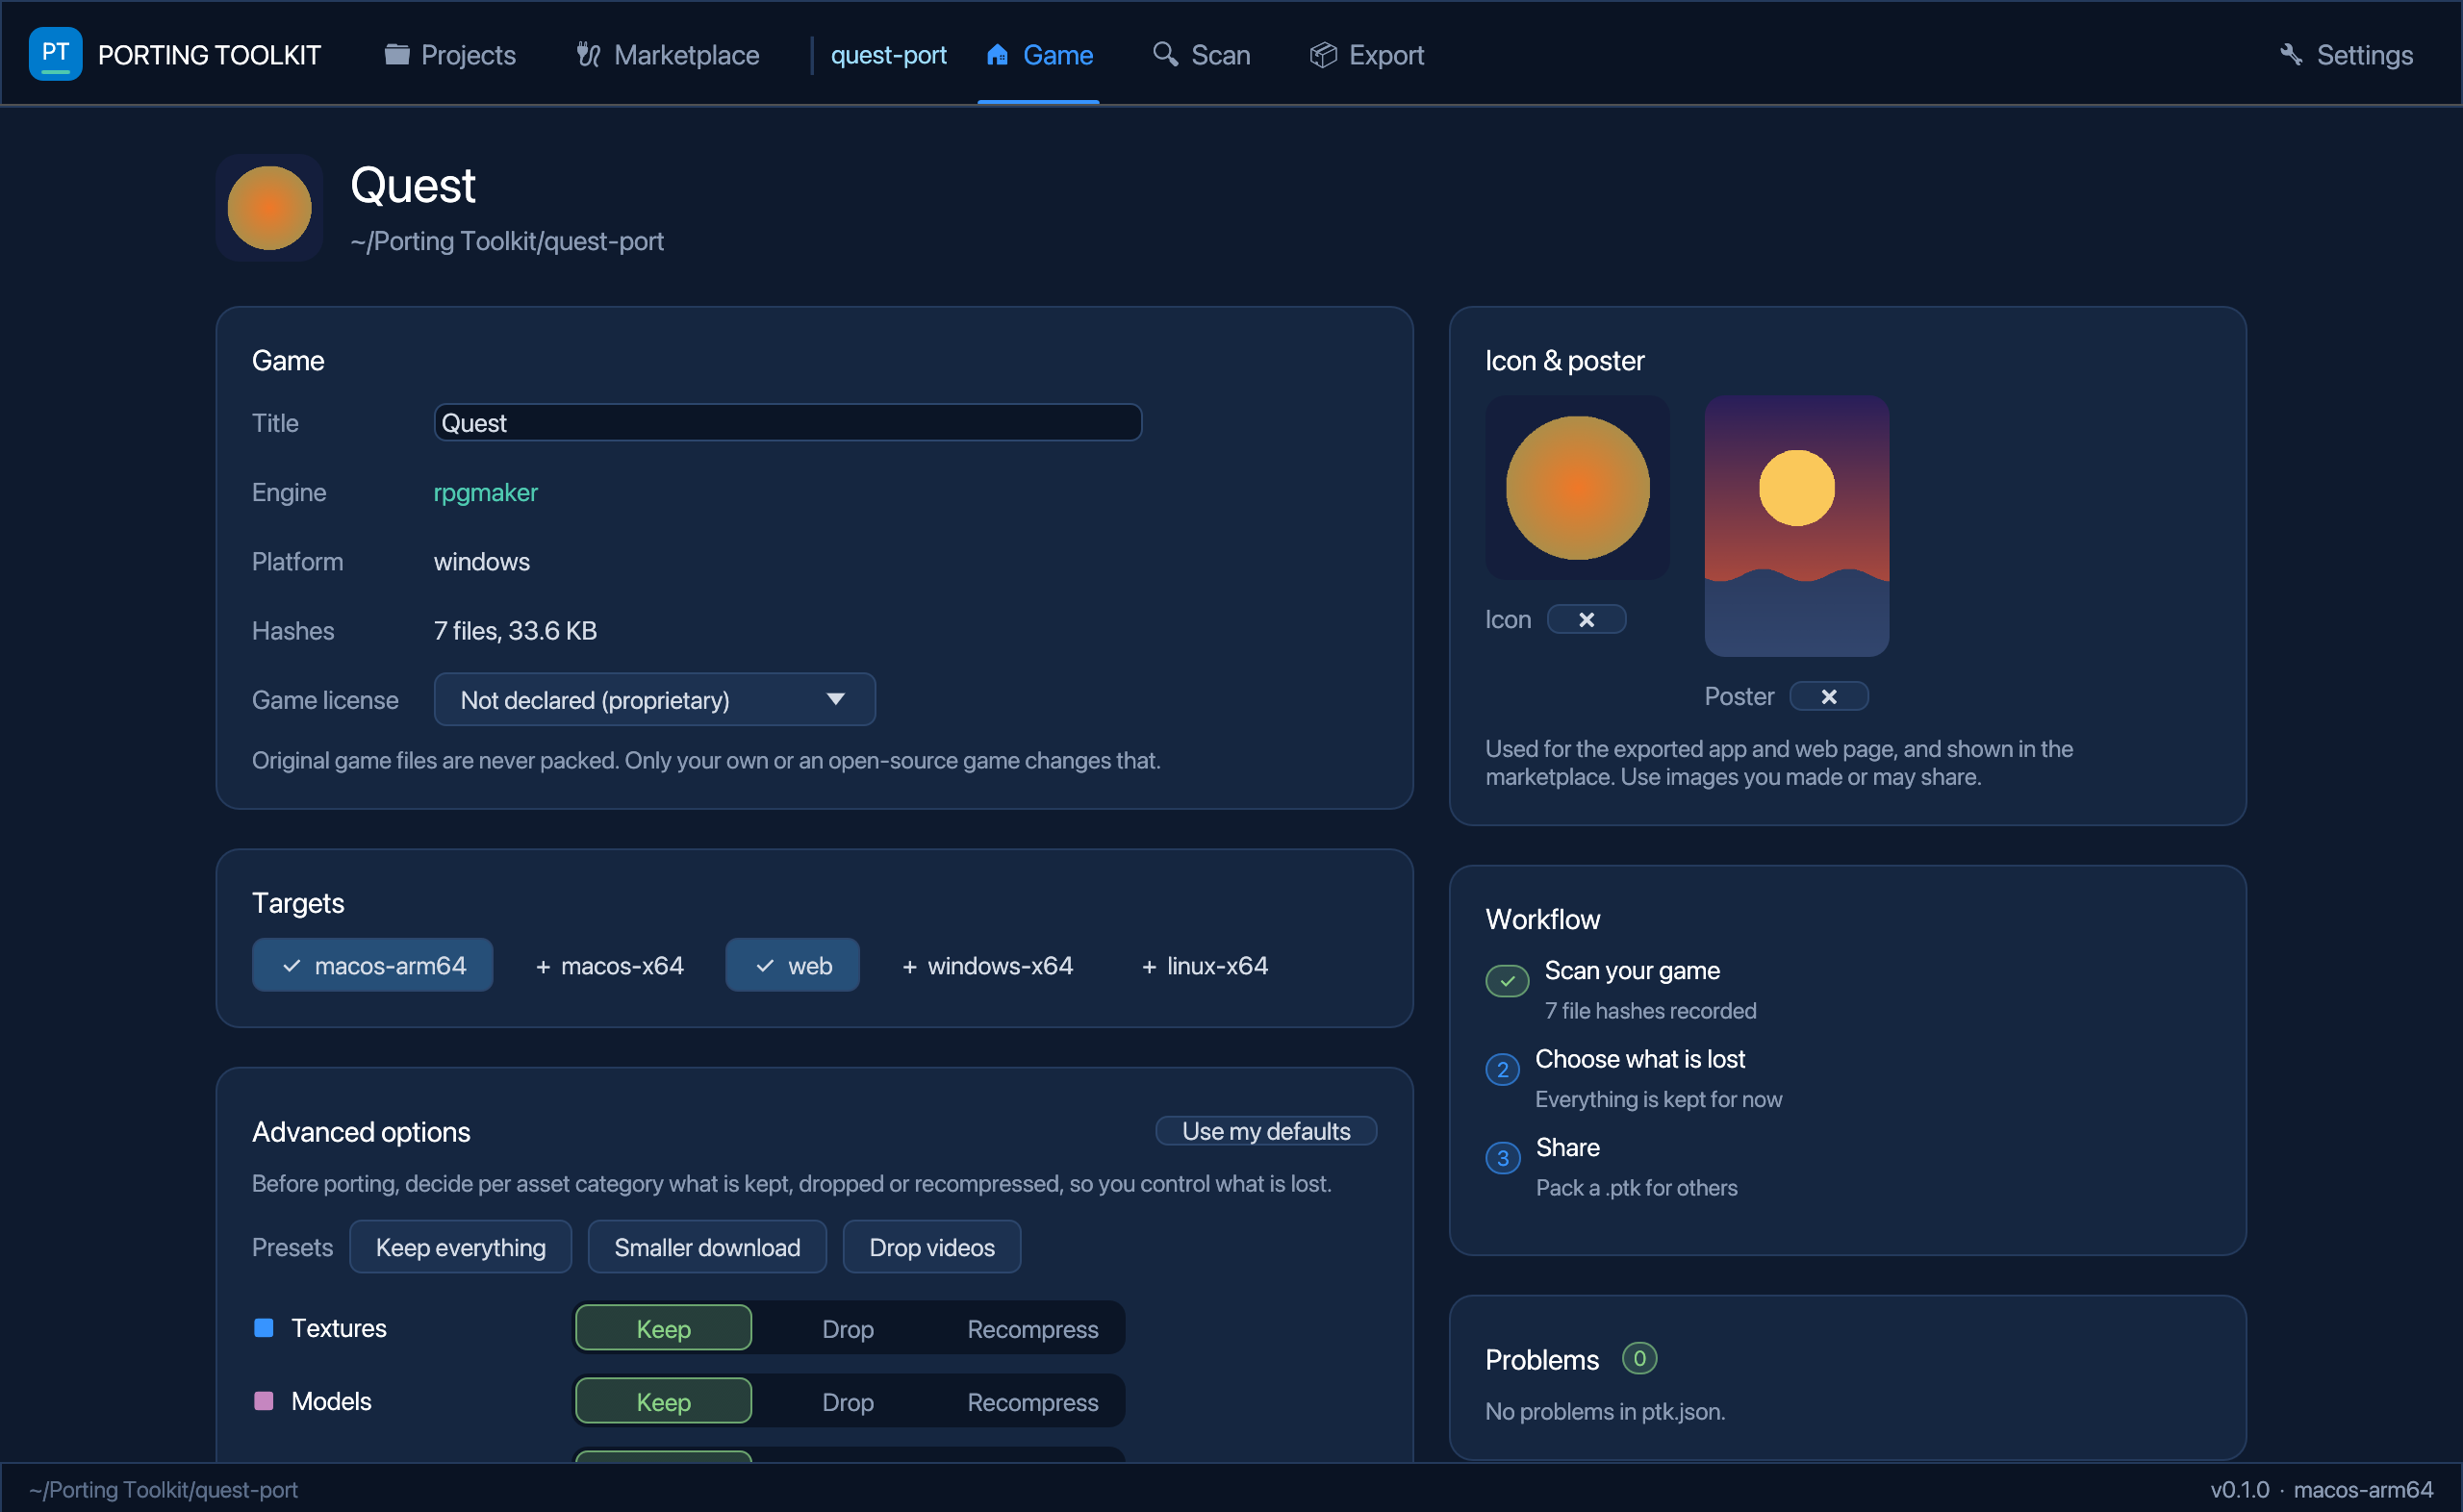 PT PORTING TOOLKIT Projects Marketplace quest-port Game Scan Export Settings
Quest
~/Porting Toolkit/quest-port
Game
Title Quest
Engine rpgmaker
Platform windows
Hashes 7 files, 33.6 KB
Game license Not declared (proprietary)
Original game files are never packed. Only your own or an open-source game changes that.
Icon & poster
Icon
Poster
Used for the exported app and web page, and shown in the
marketplace. Use images you made or may share.
Targets
✓ macos-arm64 + macos-x64 ✓ web + windows-x64 + linux-x64
Workflow
Scan your game
7 file hashes recorded
2 Choose what is lost
Everything is kept for now
3 Share
Pack a .ptk for others
Advanced options Use my defaults
Before porting, decide per asset category what is kept, dropped or recompressed, so you control what is lost.
Presets Keep everything Smaller download Drop videos
Textures Keep Drop Recompress
Models Keep Drop Recompress
Problems 0
No problems in ptk.json.
~/Porting Toolkit/quest-port v0.1.0 · macos-arm64